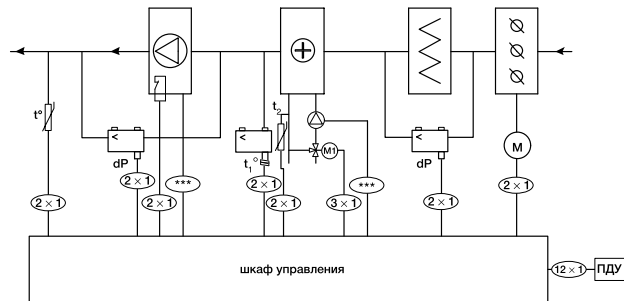 t°
dP
t₁°
t₂
M1
dP
M
2 × 1
2 × 1
2 × 1
***
2 × 1
2 × 1
3 × 1
***
2 × 1
2 × 1
шкаф управления
12 × 1
ПДУ